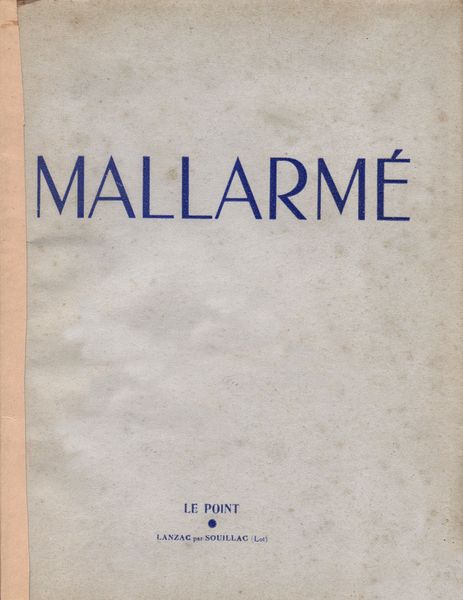 MALLARMÉ
LE POINT
LANZAC par SOUILLAC (Lot)